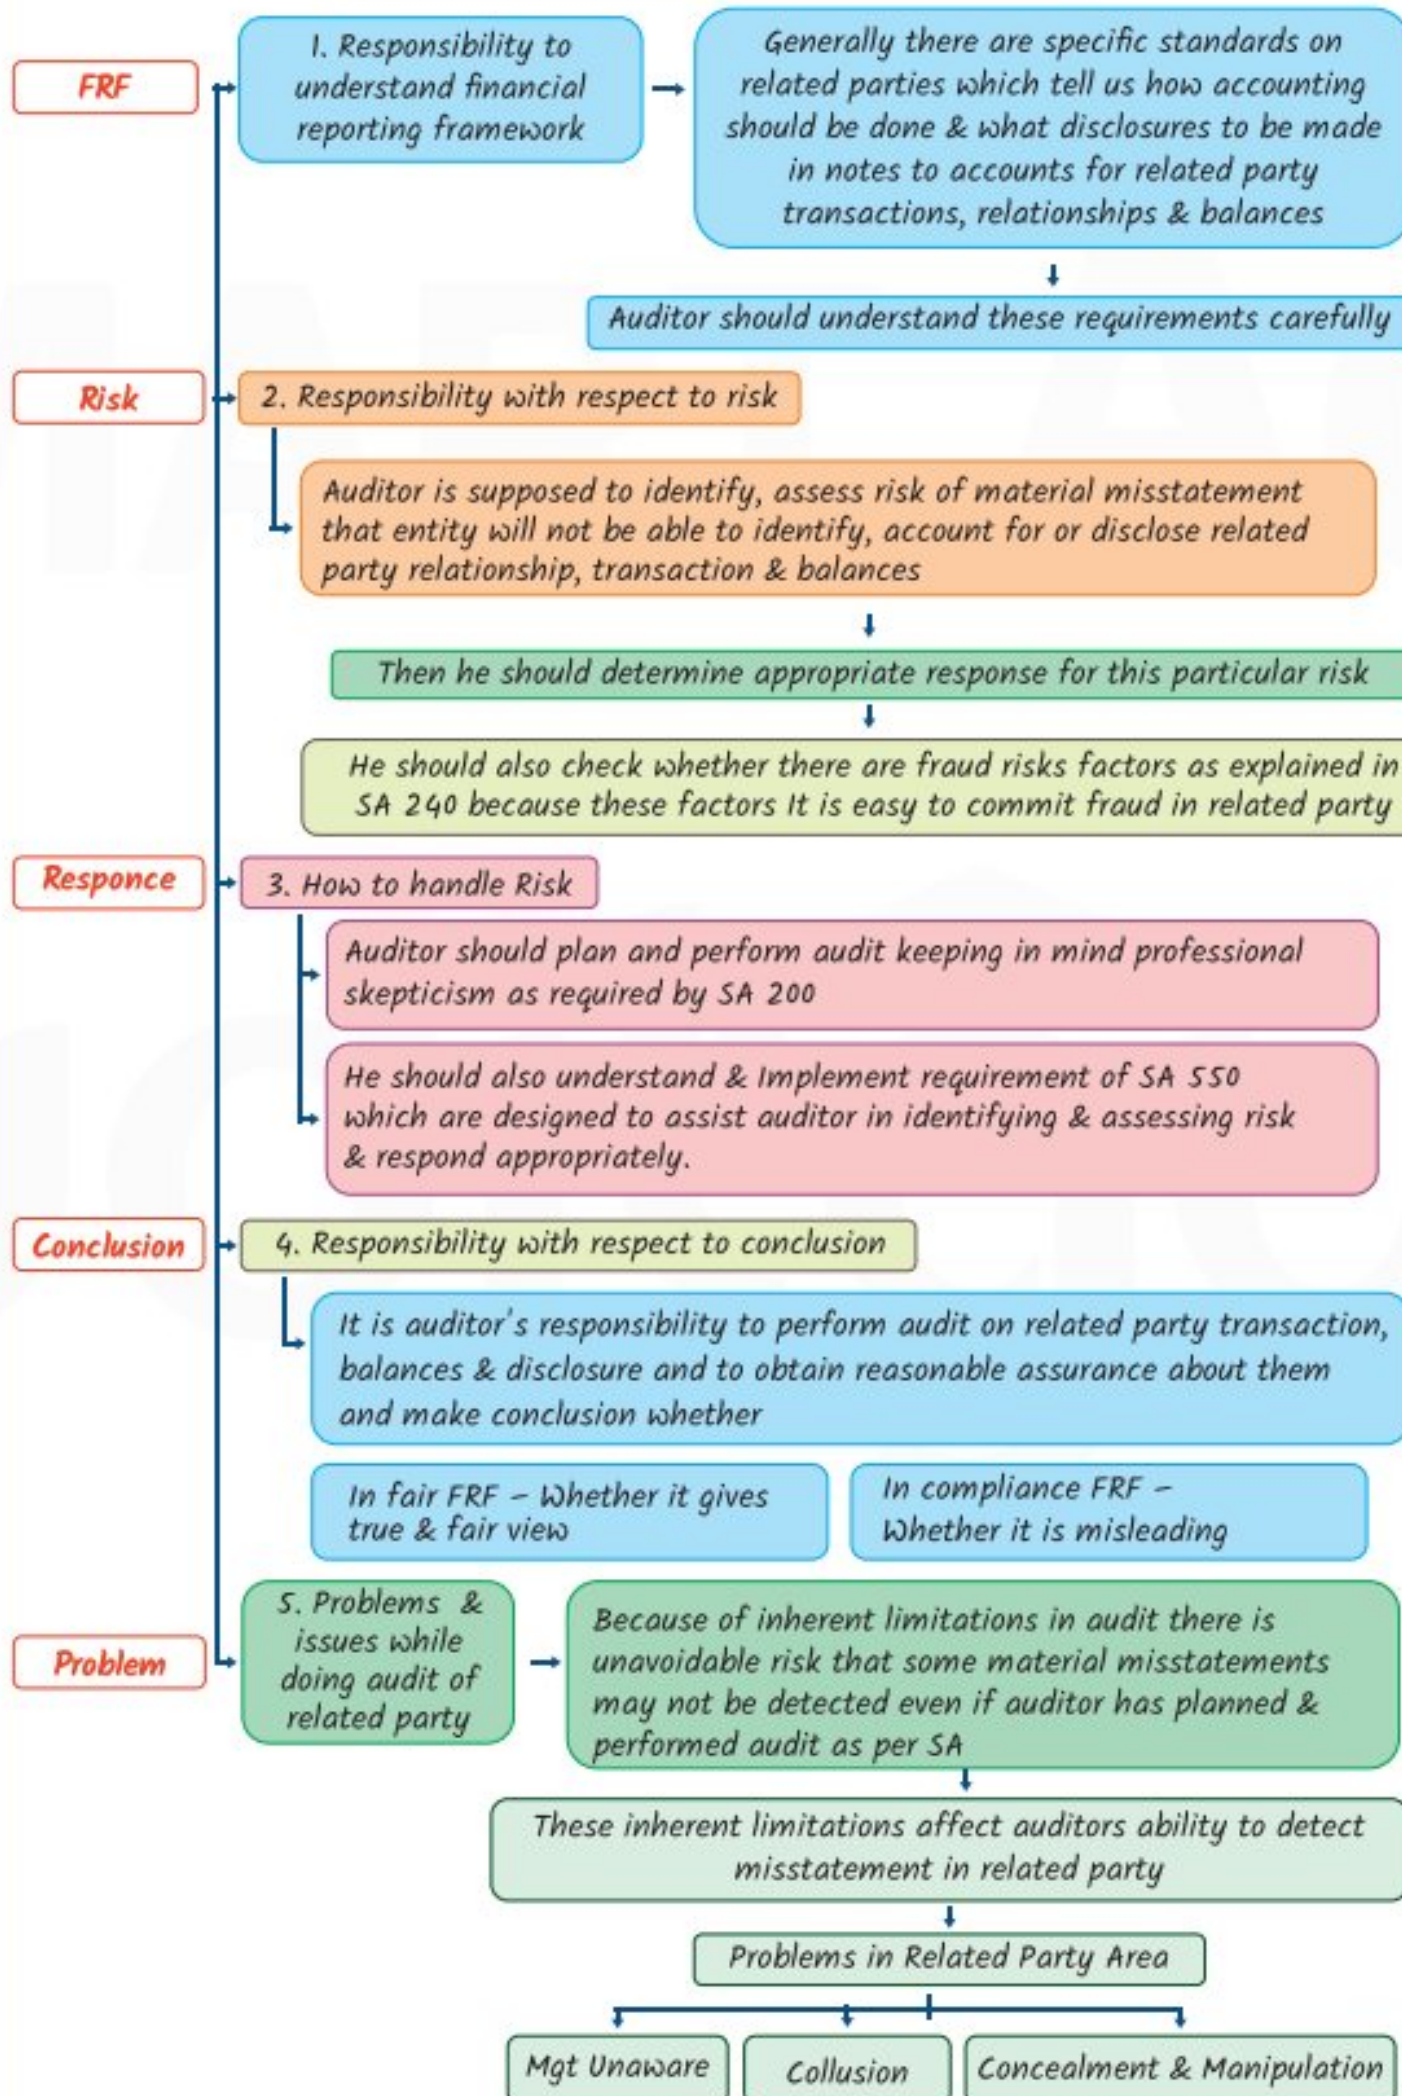 FRF
1. Responsibility to
understand financial
reporting framework
Generally there are specific standards on
related parties which tell us how accounting
should be done & what disclosures to be made
in notes to accounts for related party
transactions, relationships & balances
Auditor should understand these requirements carefully
Risk
2. Responsibility with respect to risk
Auditor is supposed to identify, assess risk of material misstatement
that entity will not be able to identify, account for or disclose related
party relationship, transaction & balances
Then he should determine appropriate response for this particular risk
He should also check whether there are fraud risks factors as explained in
SA 240 because these factors It is easy to commit fraud in related party
Responce
3. How to handle Risk
Auditor should plan and perform audit keeping in mind professional
skepticism as required by SA 200
He should also understand & Implement requirement of SA 550
which are designed to assist auditor in identifying & assessing risk
& respond appropriately.
Conclusion
4. Responsibility with respect to conclusion
It is auditor's responsibility to perform audit on related party transaction,
balances & disclosure and to obtain reasonable assurance about them
and make conclusion whether
In fair FRF – Whether it gives
true & fair view
In compliance FRF –
Whether it is misleading
Problem
5. Problems &
issues while
doing audit of
related party
Because of inherent limitations in audit there is
unavoidable risk that some material misstatements
may not be detected even if auditor has planned &
performed audit as per SA
These inherent limitations affect auditors ability to detect
misstatement in related party
Problems in Related Party Area
Mgt Unaware
Collusion
Concealment & Manipulation